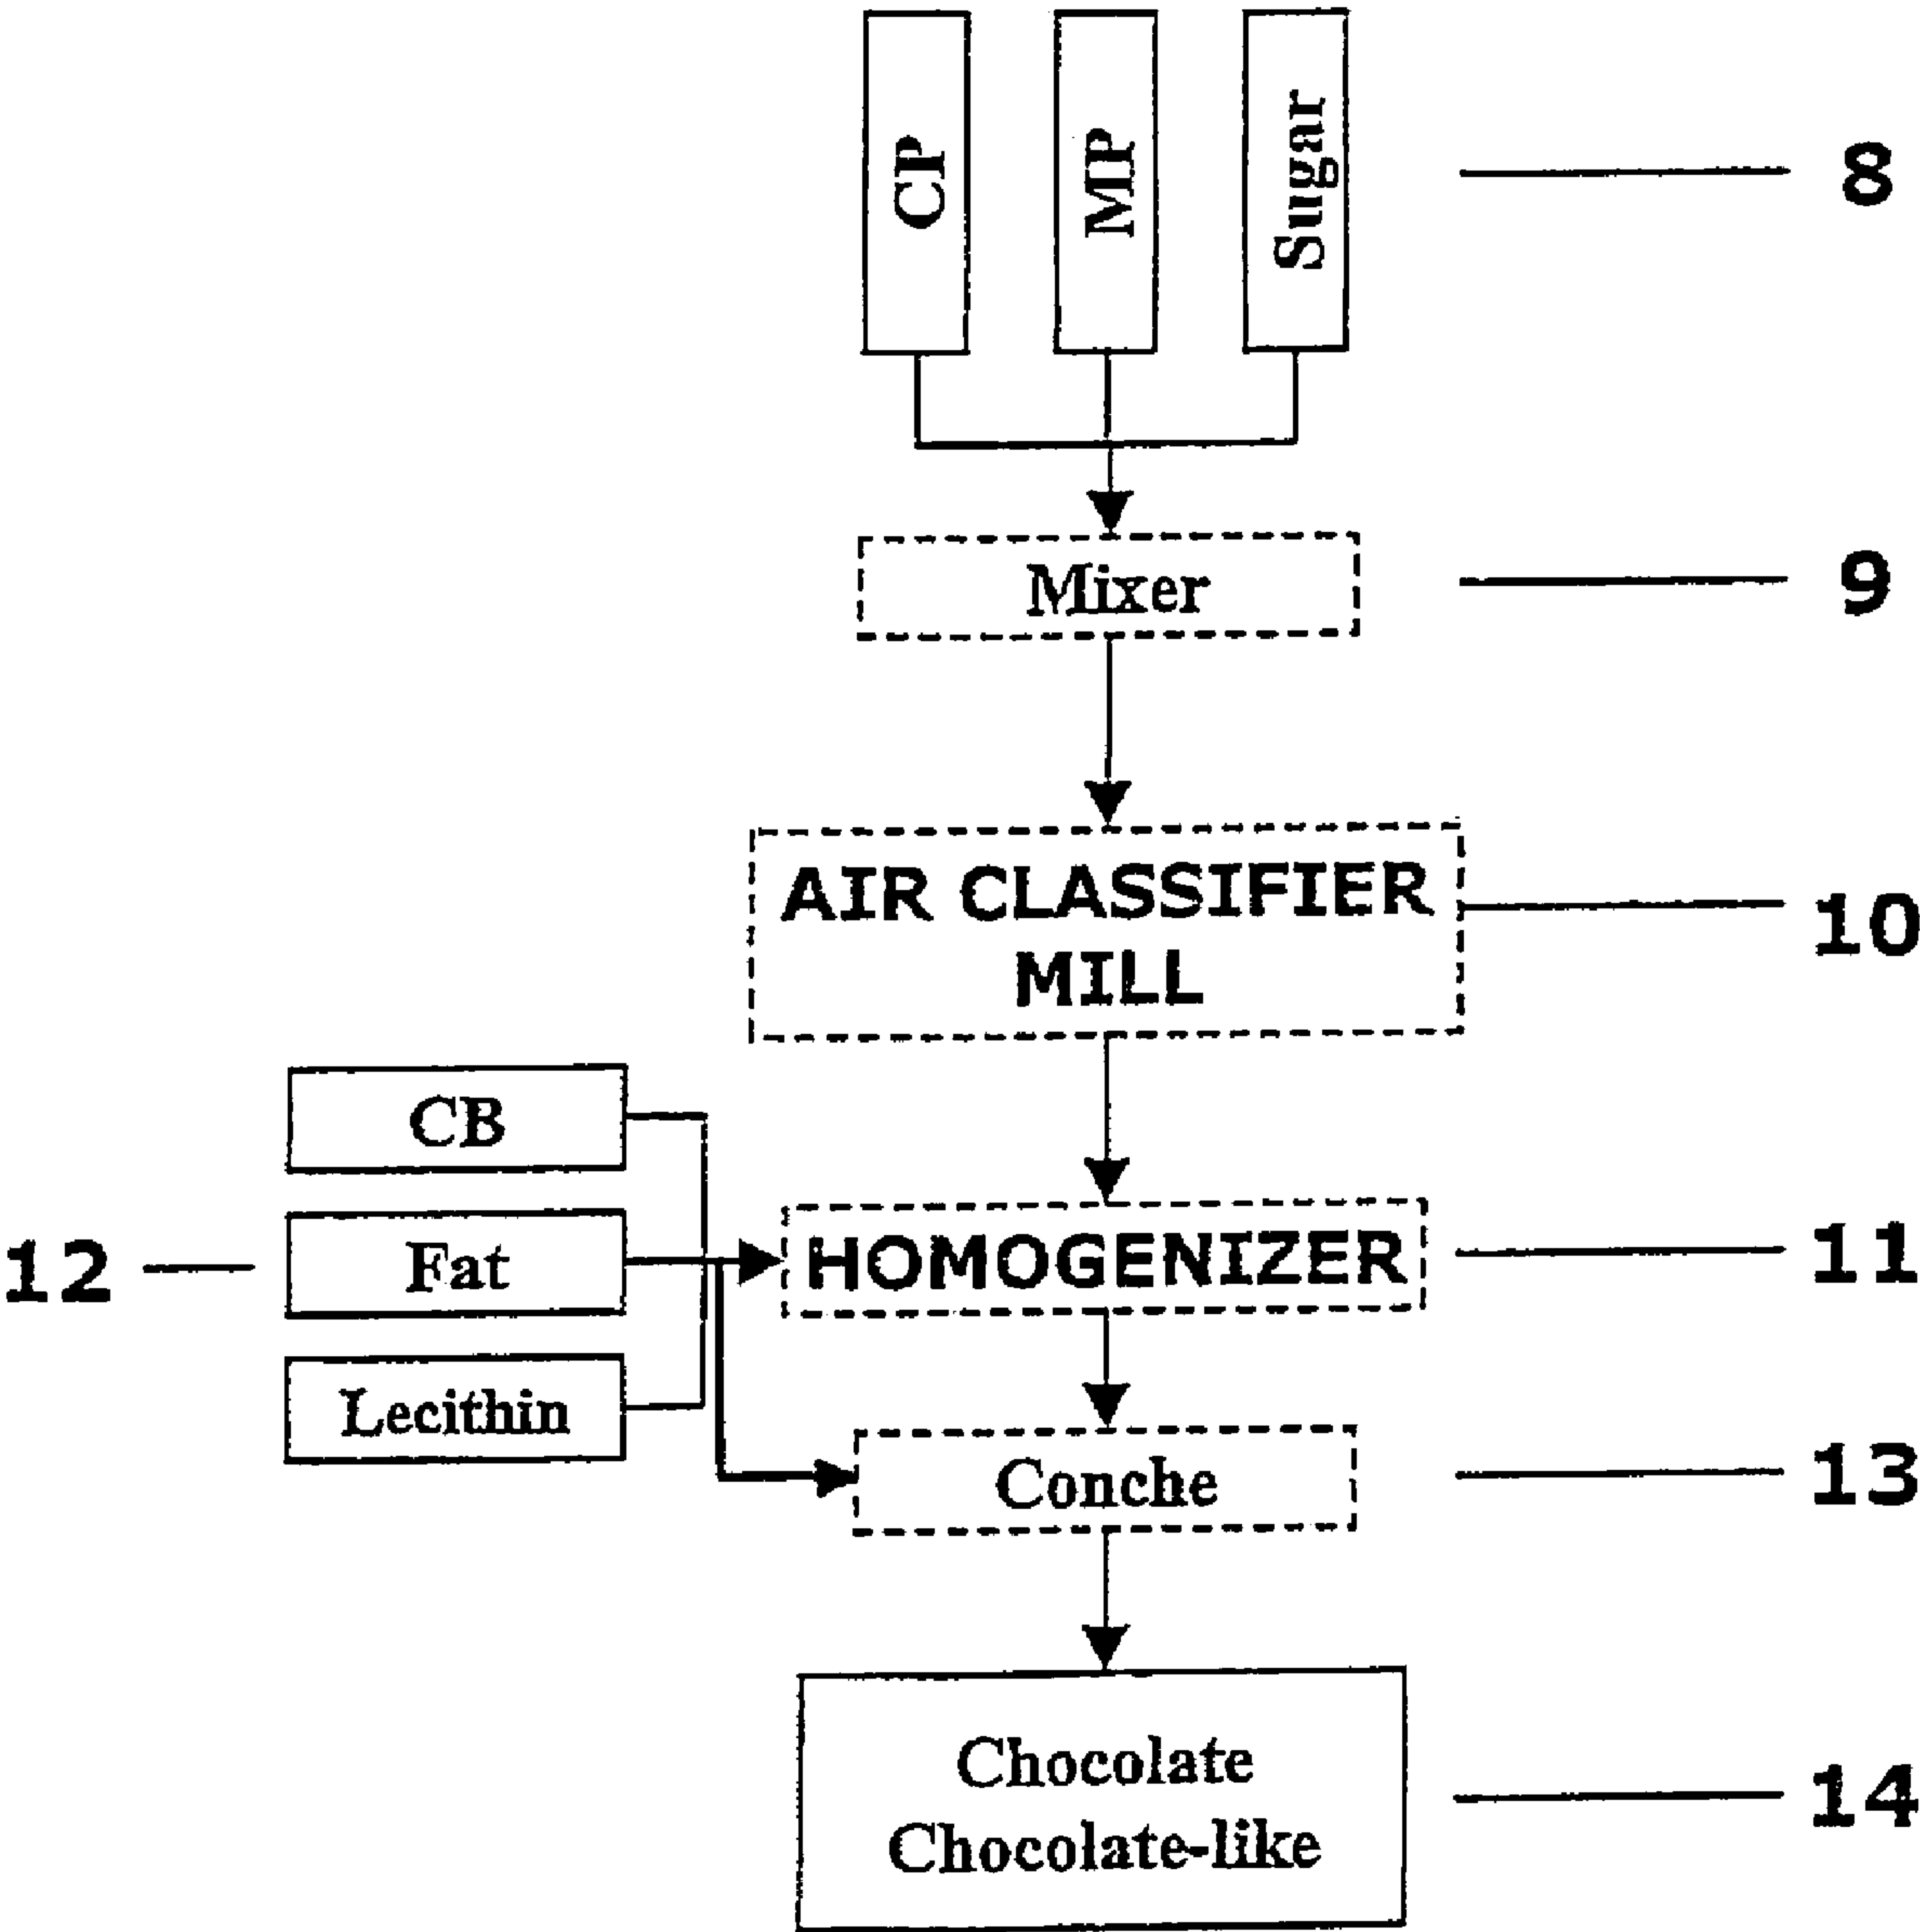 CP
MP
Sugar
8
Mixer
9
AIR CLASSIFIER
MILL
10
CB
Fat
Lecithin
12
HOMOGENIZER
11
Conche
13
Chocolate
Chocolate-like
14